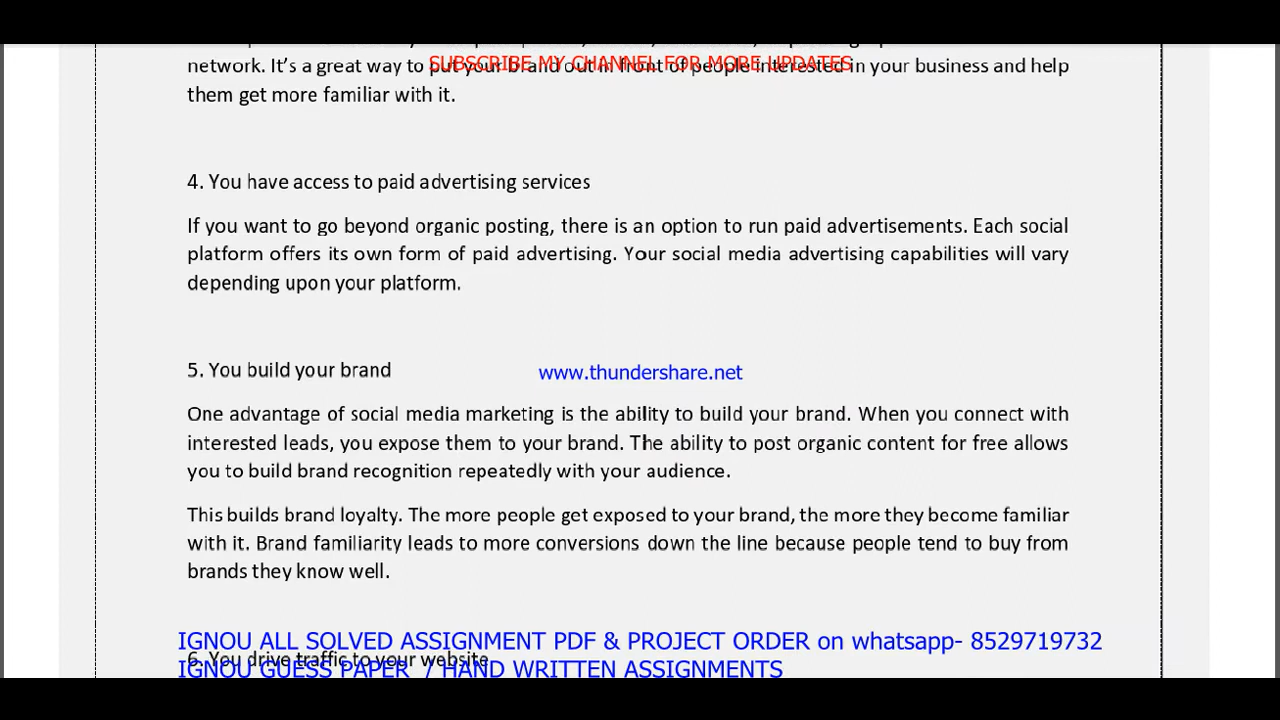 SUBSCRIBE MY CHANNEL FOR MORE UPDATES
network. It's a great way to put your brand out in front of people interested in your business and help
them get more familiar with it.
4. You have access to paid advertising services
If you want to go beyond organic posting, there is an option to run paid advertisements. Each social
platform offers its own form of paid advertising. Your social media advertising capabilities will vary
depending upon your platform.
5. You build your brand
www.thundershare.net
One advantage of social media marketing is the ability to build your brand. When you connect with
interested leads, you expose them to your brand. The ability to post organic content for free allows
you to build brand recognition repeatedly with your audience.
This builds brand loyalty. The more people get exposed to your brand, the more they become familiar
with it. Brand familiarity leads to more conversions down the line because people tend to buy from
brands they know well.
IGNOU ALL SOLVED ASSIGNMENT PDF & PROJECT ORDER on whatsapp- 8529719732
6. You drive traffic to your website
IGNOU GUESS PAPER / HAND WRITTEN ASSIGNMENTS